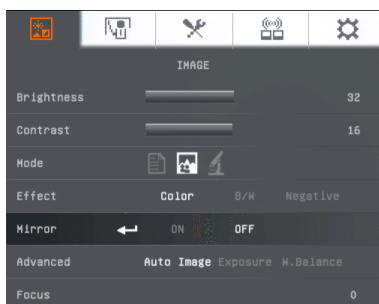 IMAGE
Brightness 32
Contrast 16
Mode
Effect Color B/W Negative
Mirror ON OFF
Advanced Auto Image Exposure W.Balance
Focus 0